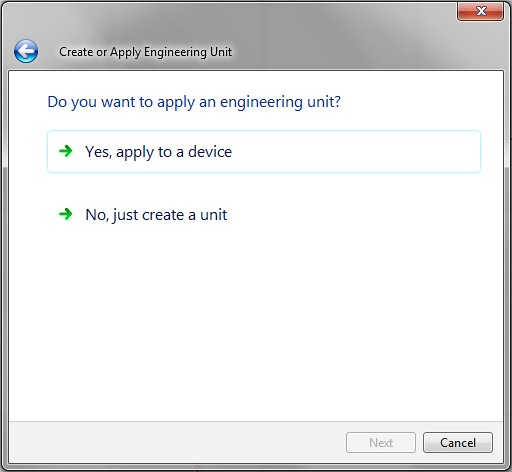 Create or Apply Engineering Unit
Do you want to apply an engineering unit?
Yes, apply to a device
No, just create a unit
Next
Cancel